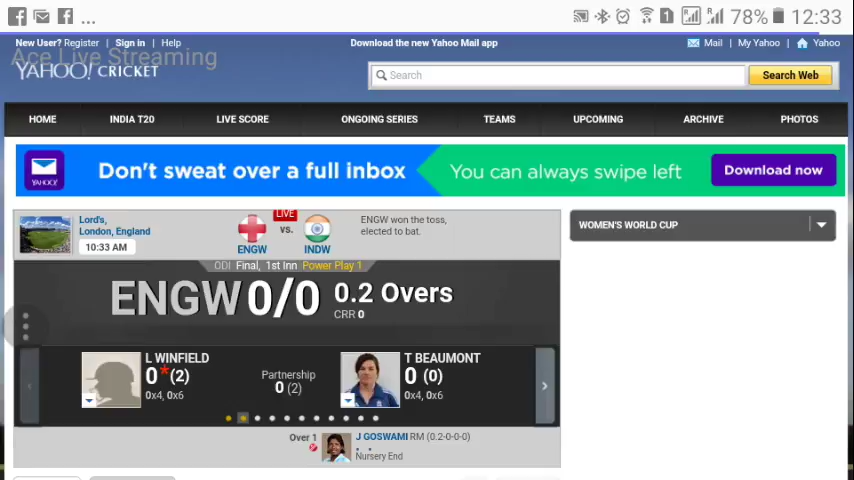 ... 1 78% 12:33
New User? Register | Sign in | Help
Download the new Yahoo Mail app
Mail | My Yahoo | Yahoo
Ace Live Streaming
YAHOO! CRICKET
Search
Search Web
HOME
INDIA T20
LIVE SCORE
ONGOING SERIES
TEAMS
UPCOMING
ARCHIVE
PHOTOS
YAHOO!
Don't sweat over a full inbox
You can always swipe left
Download now
Lord's,
London, England
10:33 AM
LIVE
vs.
ENGW
INDW
ENGW won the toss,
elected to bat.
WOMEN'S WORLD CUP
ODI Final, 1st Inn Power Play 1
ENGW 0/0
0.2 Overs
CRR 0
L WINFIELD
0* (2)
0x4, 0x6
Partnership
0 (2)
T BEAUMONT
0 (0)
0x4, 0x6
Over 1
J GOSWAMI RM (0.2-0-0-0)
Nursery End